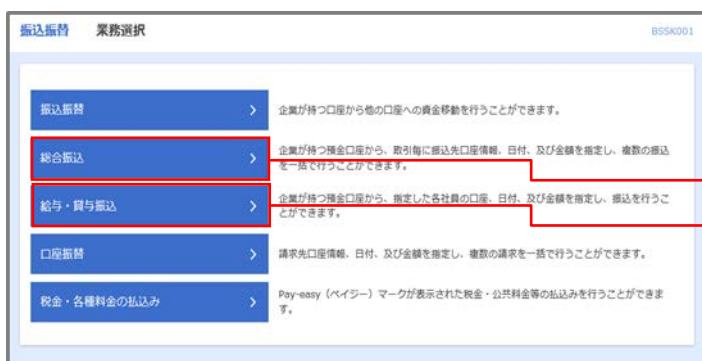 振込振替 業務選択 BSSK001
振込振替 企業が持つ口座から他の口座への資金移動を行うことができます。
総合振込 企業が持つ預金口座から、取引毎に振込先口座情報、日付、及び金額を指定し、複数の振込
を一括で行うことができます。
給与・賞与振込 企業が持つ預金口座から、指定した各社員の口座、日付、及び金額を指定し、振込を行うこ
とができます。
口座振替 請求先口座情報、日付、及び金額を指定し、複数の請求を一括で行うことができます。
税金・各種料金の払込み Pay-easy（ペイジー）マークが表示された税金・公共料金等の払込みを行うことができま
す。